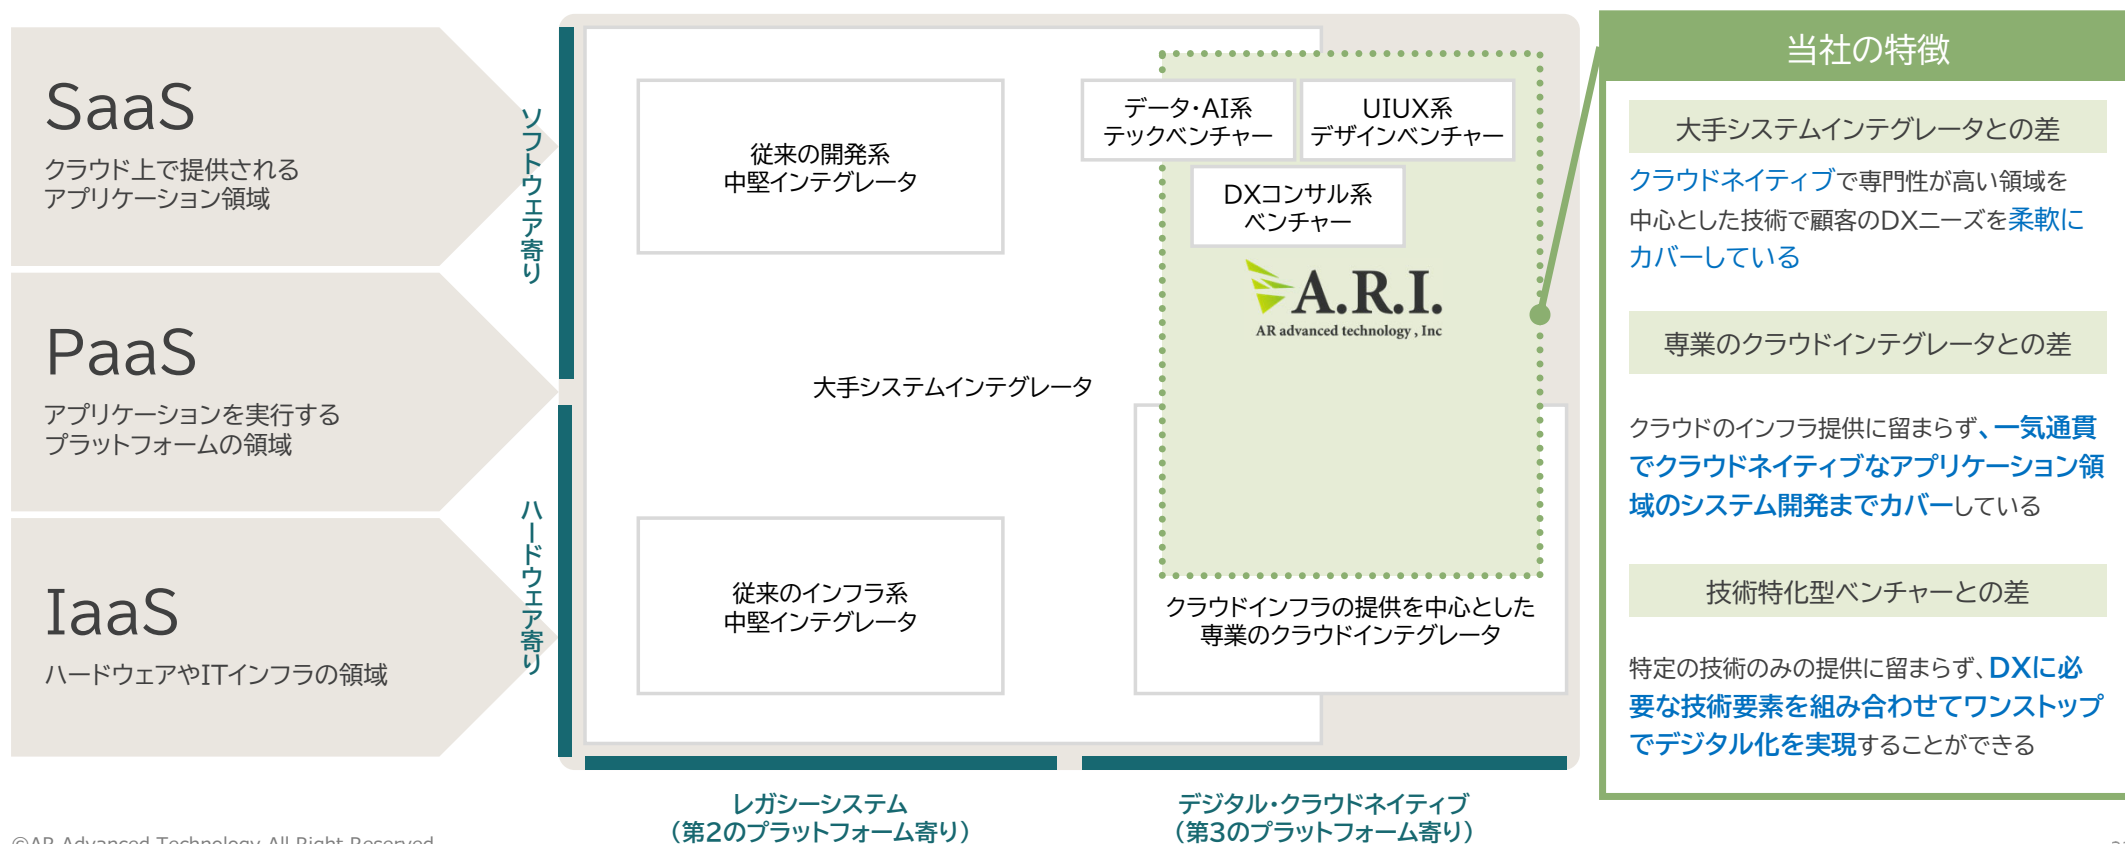 SaaS
クラウド上で提供される
アプリケーション領域
PaaS
アプリケーションを実行する
プラットフォームの領域
IaaS
ハードウェアやITインフラの領域
ソフトウェア寄り
ハードウェア寄り
従来の開発系
中堅インテグレータ
データ・AI系
テックベンチャー
UIUX系
デザインベンチャー
DXコンサル系
ベンチャー
A.R.I.
AR advanced technology , Inc
大手システムインテグレータ
従来のインフラ系
中堅インテグレータ
クラウドインフラの提供を中心とした
専業のクラウドインテグレータ
レガシーシステム
（第2のプラットフォーム寄り）
デジタル・クラウドネイティブ
（第3のプラットフォーム寄り）
当社の特徴
大手システムインテグレータとの差
クラウドネイティブで専門性が高い領域を
中心とした技術で顧客のDXニーズを柔軟に
カバーしている
専業のクラウドインテグレータとの差
クラウドのインフラ提供に留まらず、一気通貫
でクラウドネイティブなアプリケーション領
域のシステム開発までカバーしている
技術特化型ベンチャーとの差
特定の技術のみの提供に留まらず、DXに必
要な技術要素を組み合わせてワンストップ
でデジタル化を実現することができる
©AR Advanced Technology All Right Reserved